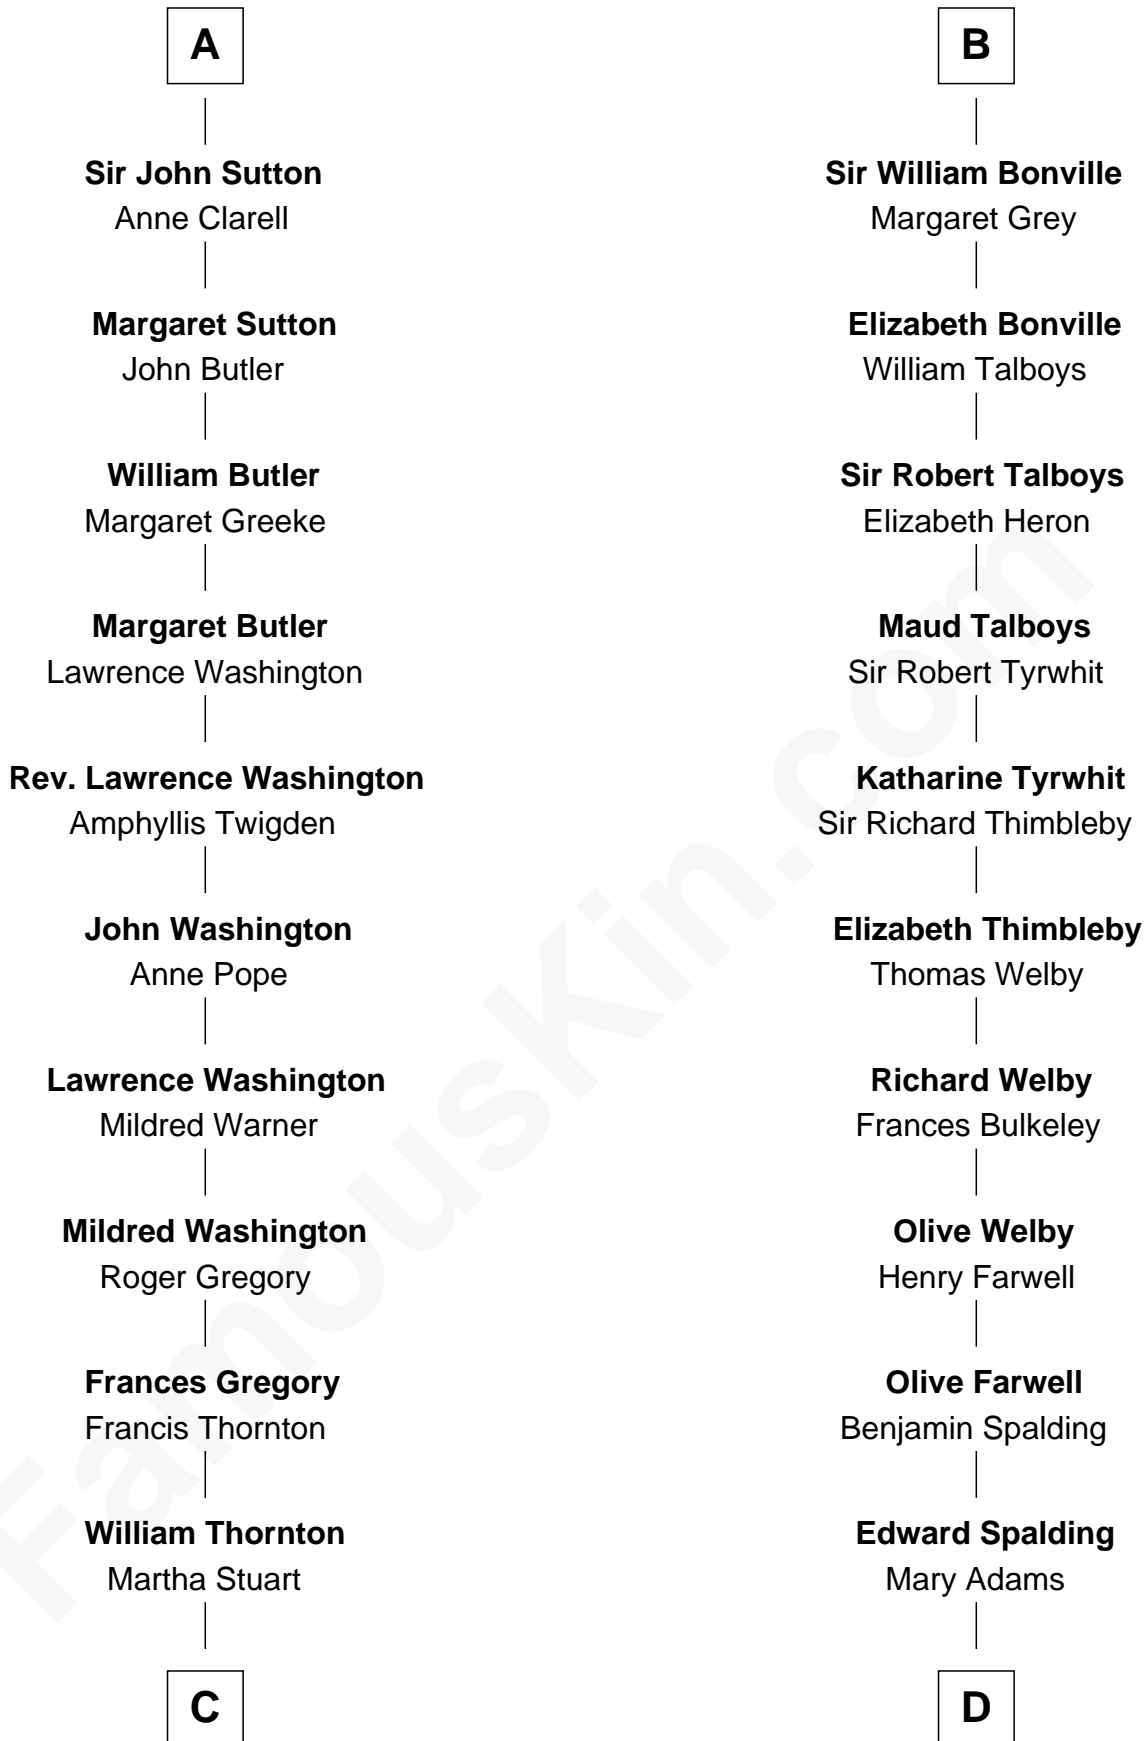 A
Sir John Sutton
Anne Clarell
Margaret Sutton
John Butler
William Butler
Margaret Greeke
Margaret Butler
Lawrence Washington
Rev. Lawrence Washington
Amphyllis Twigden
John Washington
Anne Pope
Lawrence Washington
Mildred Warner
Mildred Washington
Roger Gregory
Frances Gregory
Francis Thornton
William Thornton
Martha Stuart
C
B
Sir William Bonville
Margaret Grey
Elizabeth Bonville
William Talboys
Sir Robert Talboys
Elizabeth Heron
Maud Talboys
Sir Robert Tyrwhit
Katharine Tyrwhit
Sir Richard Thimbleby
Elizabeth Thimbleby
Thomas Welby
Richard Welby
Frances Bulkeley
Olive Welby
Henry Farwell
Olive Farwell
Benjamin Spalding
Edward Spalding
Mary Adams
D
FamousKin.com